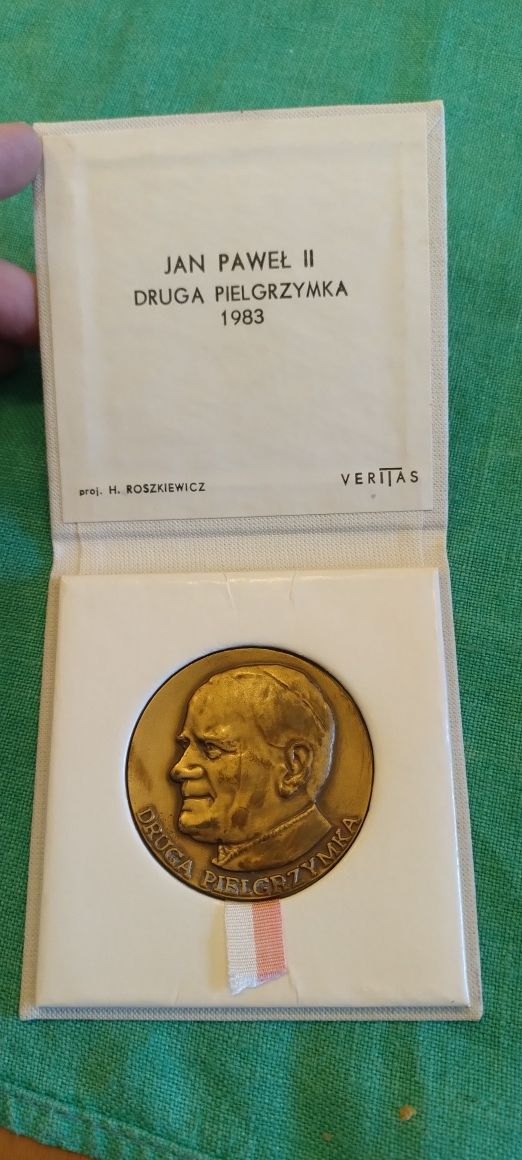 JAN PAWEŁ II
DRUGA PIELGRZYMKA
1983
proj. H. ROSZKIEWICZ
VERITAS
DRUGA PIELGRZYMKA